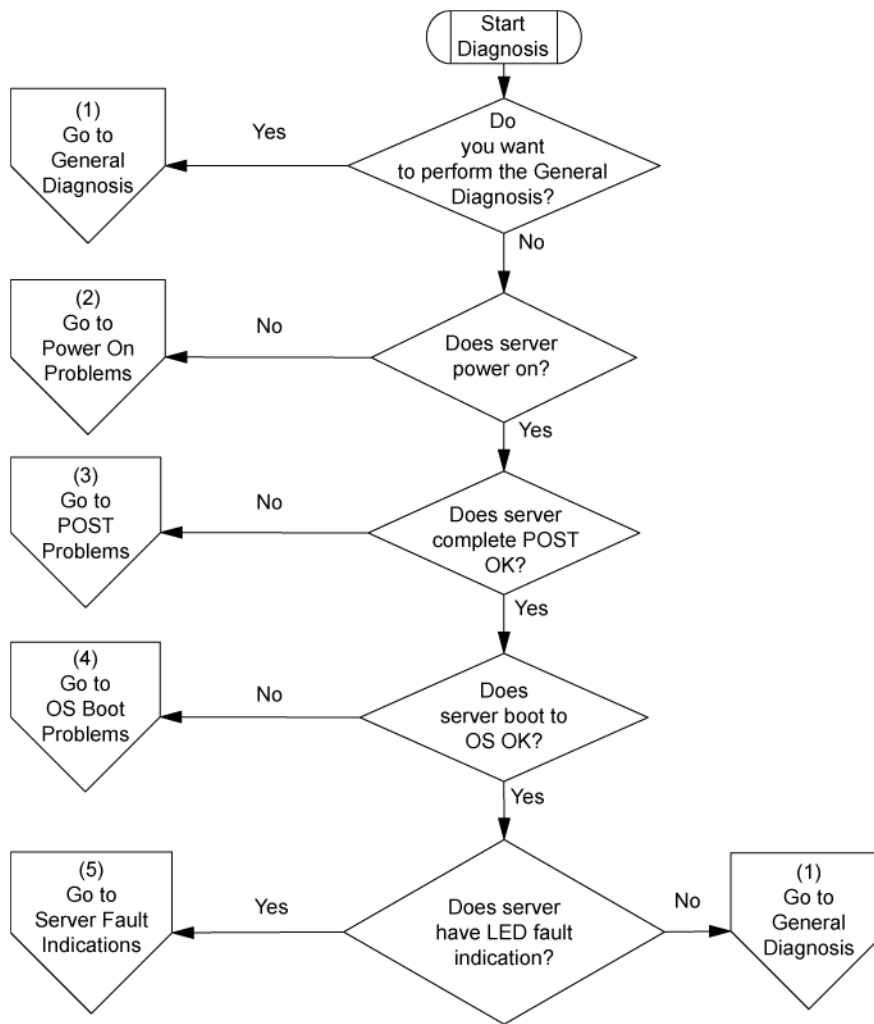 Start
Diagnosis
Do
you want
to perform the General
Diagnosis?
Yes
(1)
Go to
General
Diagnosis
No
Does server
power on?
No
(2)
Go to
Power On
Problems
Yes
Does server
complete POST
OK?
No
(3)
Go to
POST
Problems
Yes
Does
server boot to
OS OK?
No
(4)
Go to
OS Boot
Problems
Yes
Does server
have LED fault
indication?
Yes
(5)
Go to
Server Fault
Indications
No
(1)
Go to
General
Diagnosis